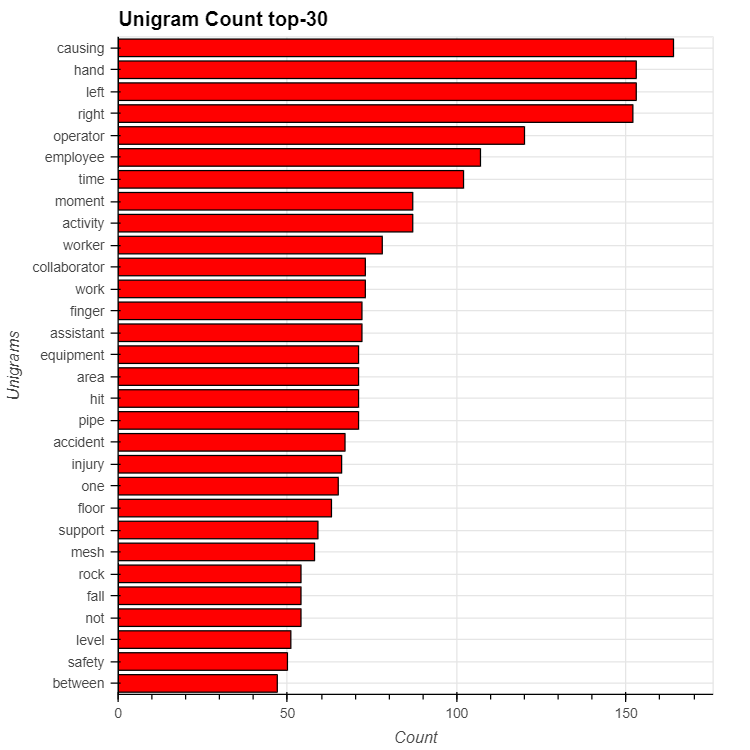 Unigram Count top-30
causing
hand
left
right
operator
employee
time
moment
activity
worker
collaborator
work
finger
assistant
equipment
area
hit
pipe
accident
injury
one
floor
support
mesh
rock
fall
not
level
safety
between
Unigrams
0 50 100 150
Count